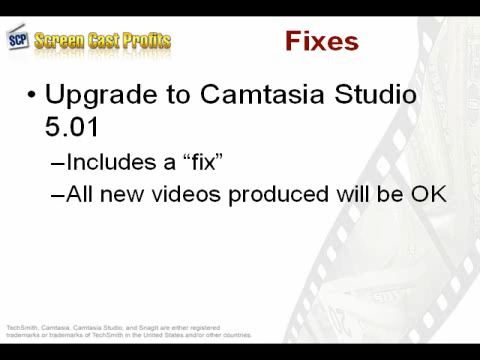 SCP Screen Cast Profits
Fixes
• Upgrade to Camtasia Studio
5.01
–Includes a “fix”
–All new videos produced will be OK
TechSmith, Camtasia, Camtasia Studio, and SnagIt are either registered
trademarks or trademarks of TechSmith in the United States and/or other countries.